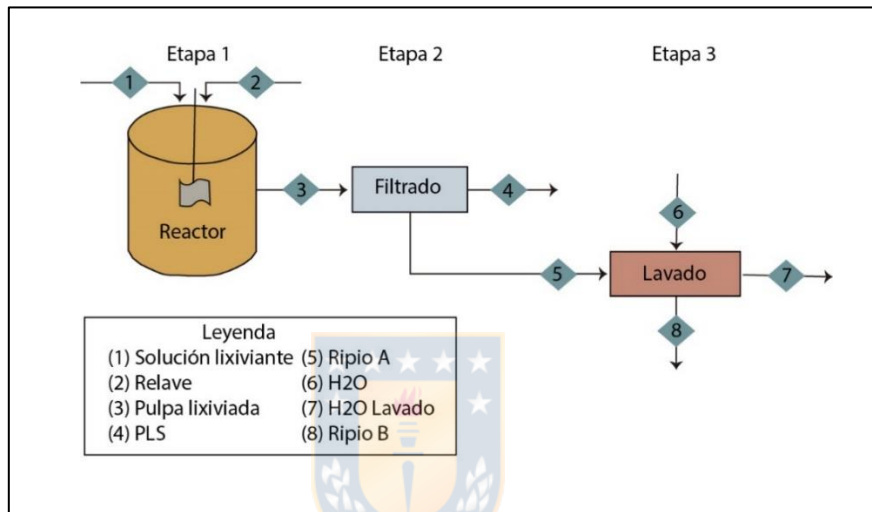 Etapa 1 Etapa 2 Etapa 3
1 2
3 Filtrado 4
6
Reactor
5 Lavado 7
8
Leyenda
(1) Solución lixiviante (5) Ripio A
(2) Relave (6) H2O
(3) Pulpa lixiviada (7) H2O Lavado
(4) PLS (8) Ripio B